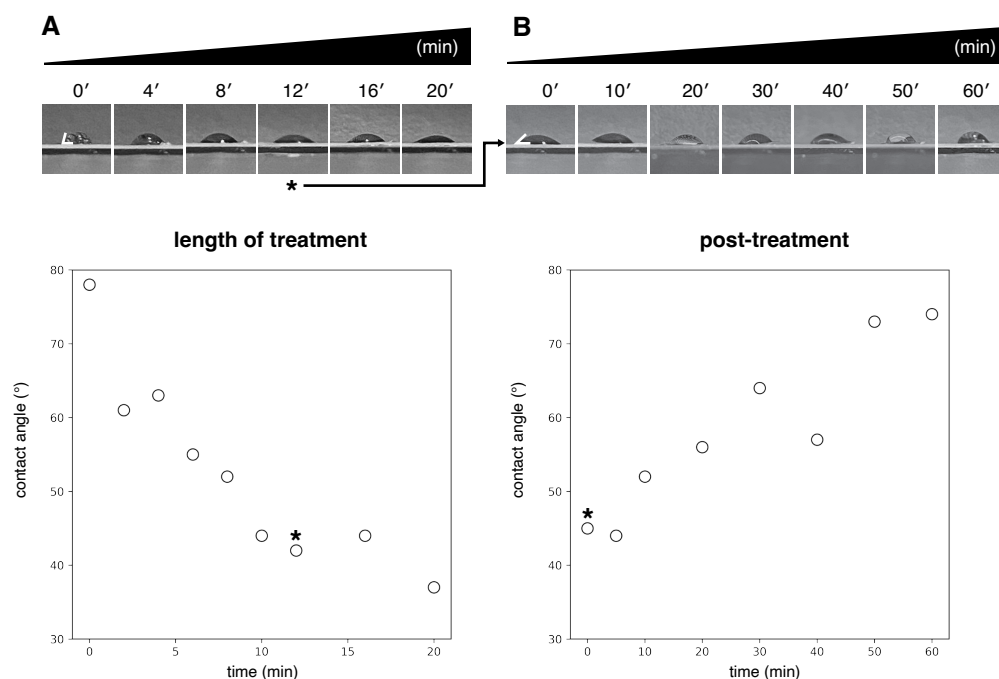 A B
(min) (min)
0′ 4′ 8′ 12′ 16′ 20′
0′ 10′ 20′ 30′ 40′ 50′ 60′
*
length of treatment
80
70
60
50
40
30
contact angle (°)
*
0 5 10 15 20
time (min)
post-treatment
80
70
60
50
40
30
contact angle (°)
*
0 10 20 30 40 50 60
time (min)